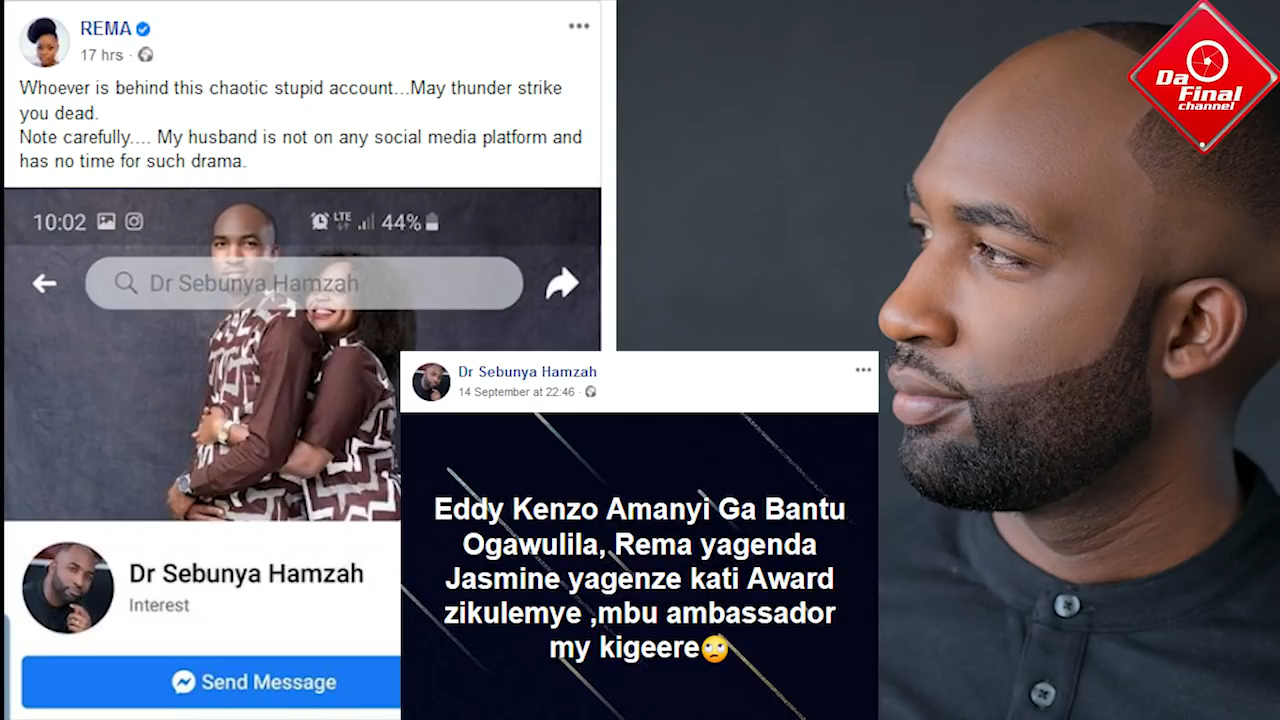 REMA
17 hrs ·
Whoever is behind this chaotic stupid account...May thunder strike
you dead.
Note carefully.... My husband is not on any social media platform and
has no time for such drama.
10:02 LTE 44%
Dr Sebunya Hamzah
Dr Sebunya Hamzah
Interest
Send Message
Dr Sebunya Hamzah
14 September at 22:46 ·
Eddy Kenzo Amanyi Ga Bantu
Ogawulila, Rema yagenda
Jasmine yagenze kati Award
zikulemye ,mbu ambassador
my kigeere🙄
Da
Final
channel